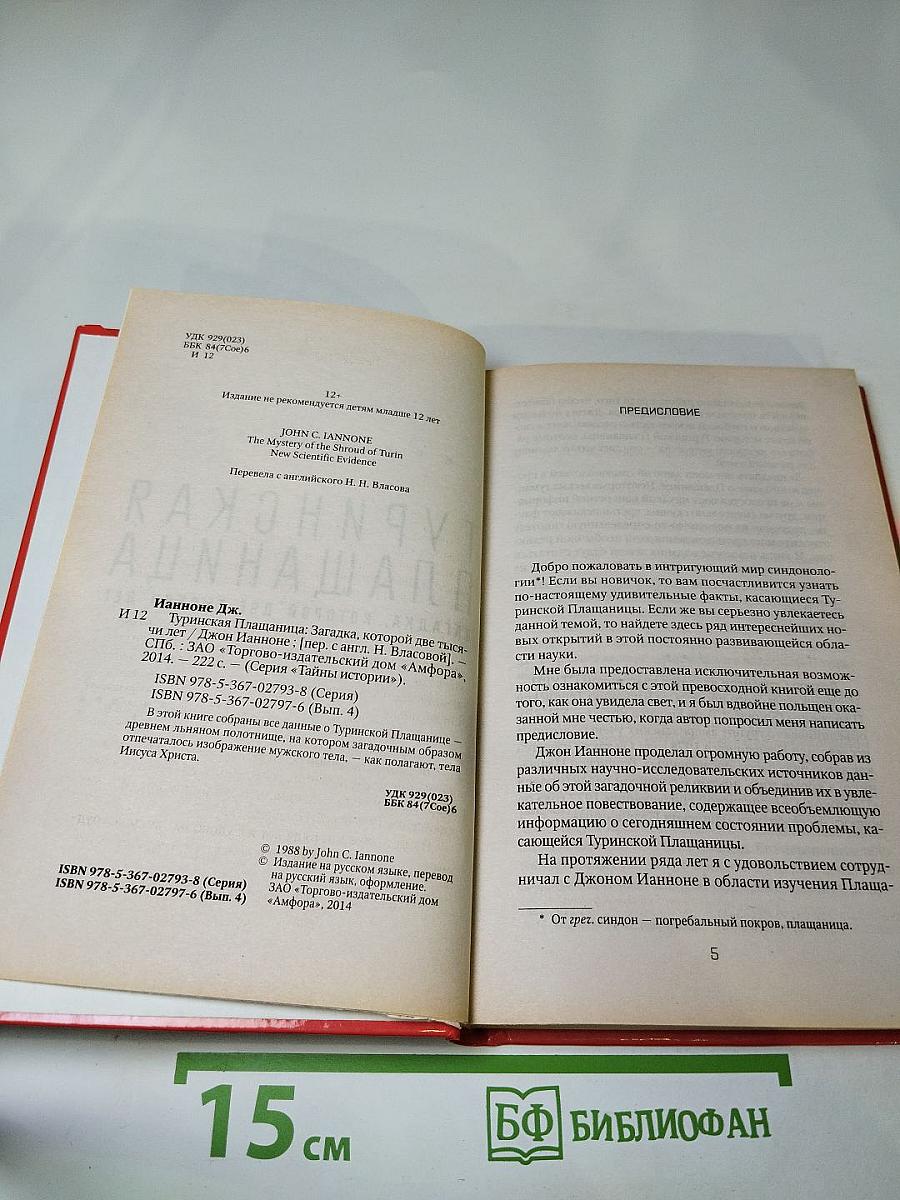 УДК 929(023)
ББК 84(7Сое)6
И 12
12+
Издание не рекомендуется детям младше 12 лет
JOHN C. IANNONE
The Mystery of the Shroud of Turin
New Scientific Evidence
Перевела с английского Н. Н. Власова
Ианноне Дж.
И 12 Туринская Плащаница: Загадка, которой две тыся-
чи лет / Джон Ианноне ; [пер. с англ. Н. Власовой]. —
СПб. : ЗАО «Торгово-издательский дом «Амфора»,
2014. — 222 с. — (Серия «Тайны истории»).
ISBN 978-5-367-02793-8 (Серия)
ISBN 978-5-367-02797-6 (Вып. 4)
В этой книге собраны все данные о Туринской Плащанице —
древнем льняном полотнище, на котором загадочным образом
отпечаталось изображение мужского тела, — как полагают, тела
Иисуса Христа.
УДК 929(023)
ББК 84(7Сое)6
© 1988 by John C. Iannone
© Издание на русском языке, перевод
на русский язык, оформление.
ЗАО «Торгово-издательский дом
«Амфора», 2014
ISBN 978-5-367-02793-8 (Серия)
ISBN 978-5-367-02797-6 (Вып. 4)
ПРЕДИСЛОВИЕ
Добро пожаловать в интригующий мир синдоноло-
гии*! Если вы новичок, то вам посчастливится узнать
по-настоящему удивительные факты, касающиеся Ту-
ринской Плащаницы. Если же вы серьезно увлекаетесь
данной темой, то найдете здесь ряд интереснейших но-
вых открытий в этой постоянно развивающейся обла-
сти науки.
Мне была предоставлена исключительная возмож-
ность ознакомиться с этой превосходной книгой еще до
того, как она увидела свет, и я был вдвойне польщен ока-
занной мне честью, когда автор попросил меня написать
предисловие.
Джон Ианноне проделал огромную работу, собрав из
различных научно-исследовательских источников дан-
ные об этой загадочной реликвии и объединив их в увле-
кательное повествование, содержащее всеобъемлющую
информацию о сегодняшнем состоянии проблемы, ка-
сающейся Туринской Плащаницы.
На протяжении ряда лет я с удовольствием сотруд-
ничал с Джоном Ианноне в области изучения Плаща-
* От греч. синдон — погребальный покров, плащаница.
5
15 см
БФ БИБЛИОФАН